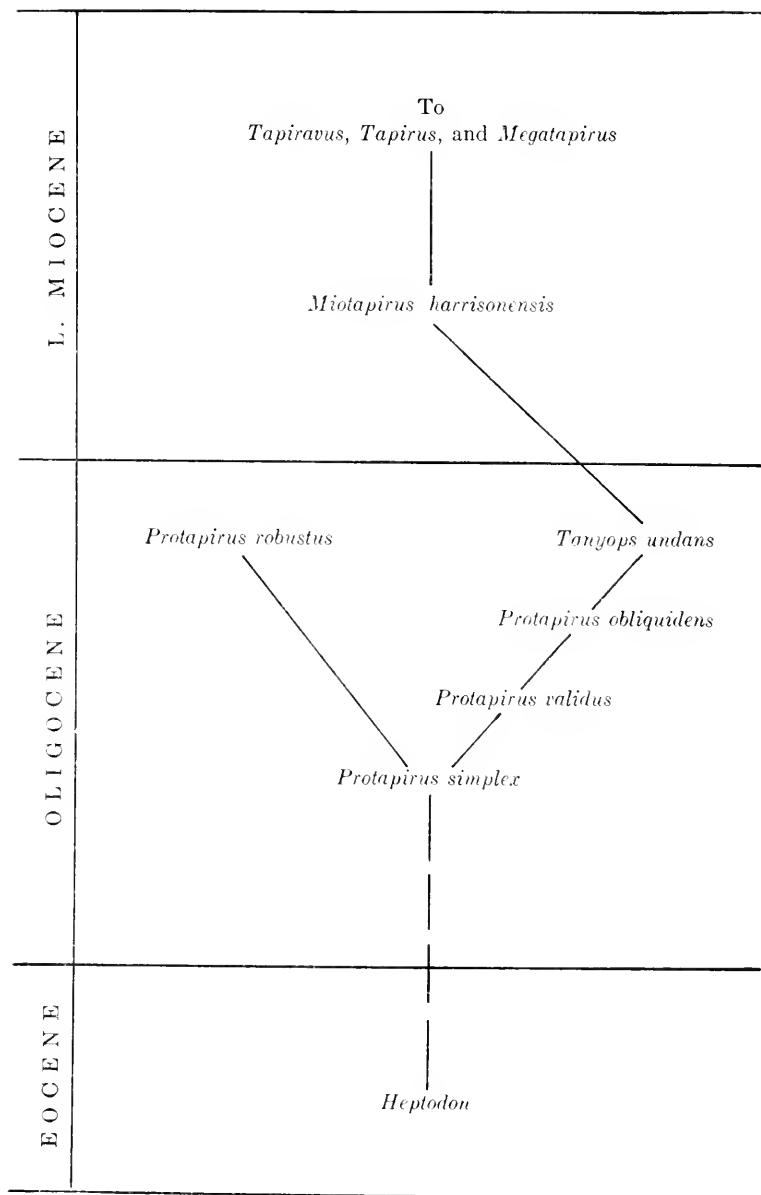 To
Tapiravus, Tapirus, and Megatapirus
L. MIOCENE
Miotapirus harrisonensis
Protapirus robustus
Tanyops undans
Protapirus obliquidens
Protapirus validus
OLIGOCENE
Protapirus simplex
EOCENE
Heptodon